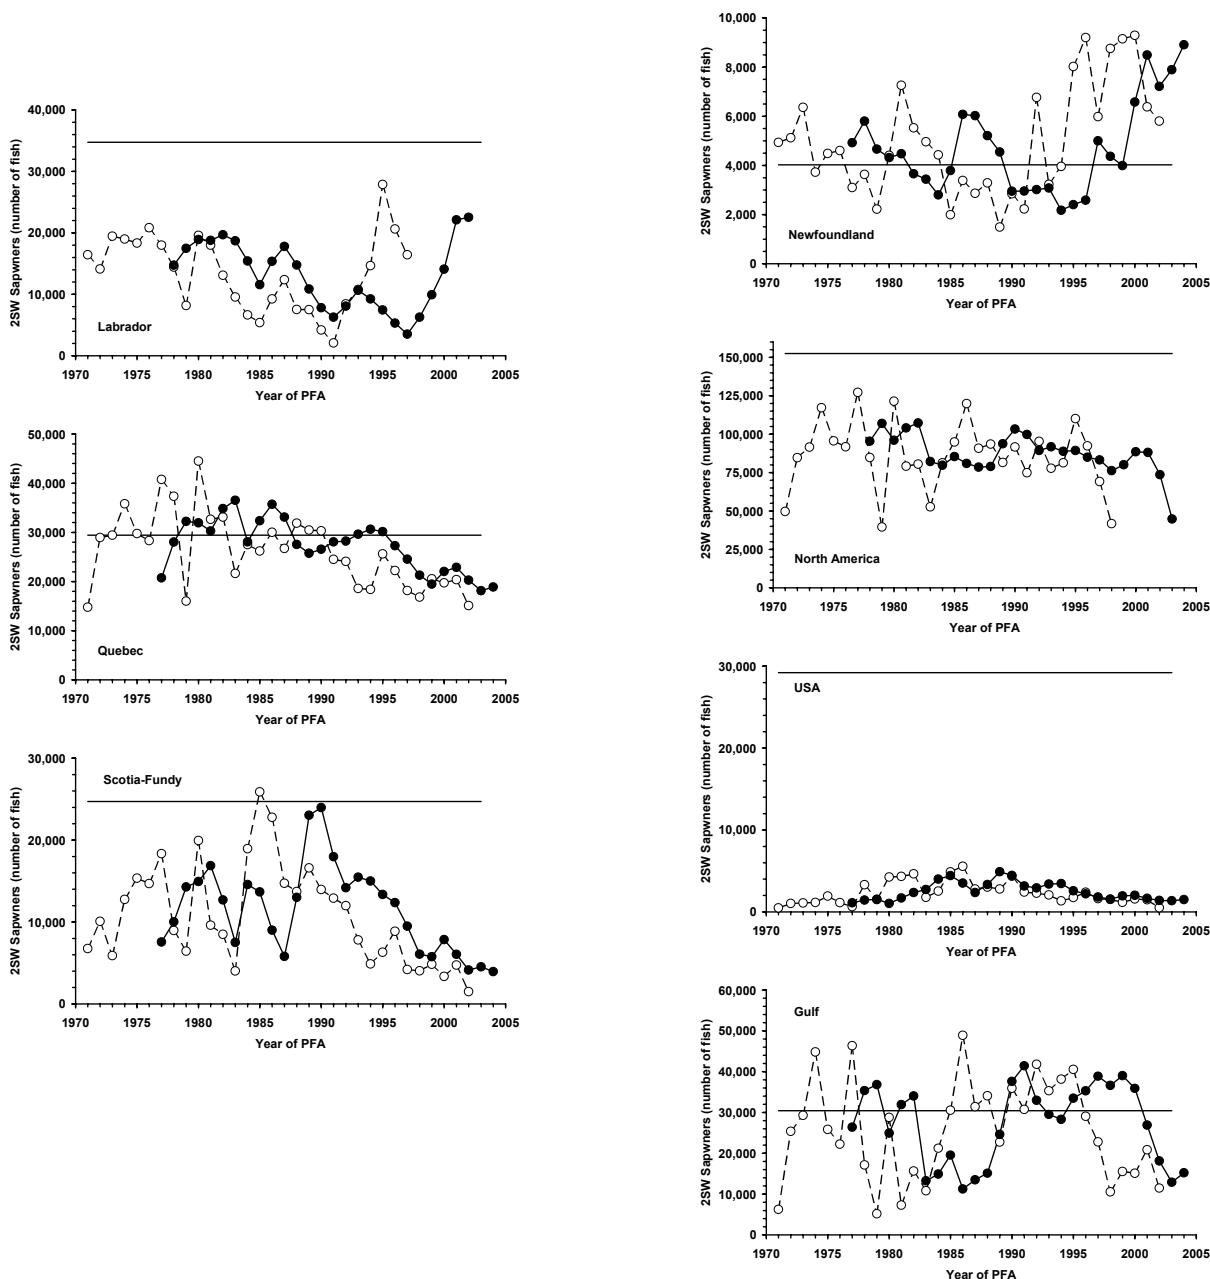 2SW Sapwners (number of fish)
40,000
30,000
20,000
10,000
0
Labrador
1970 1975 1980 1985 1990 1995 2000 2005
Year of PFA
2SW Sapwners (number of fish)
50,000
40,000
30,000
20,000
10,000
0
Quebec
1970 1975 1980 1985 1990 1995 2000 2005
Year of PFA
2SW Sapwners (number of fish)
30,000
Scotia-Fundy
20,000
10,000
0
1970 1975 1980 1985 1990 1995 2000 2005
Year of PFA
2SW Sapwners (number of fish)
10,000
8,000
6,000
4,000
2,000
Newfoundland
0
1970 1975 1980 1985 1990 1995 2000 2005
Year of PFA
2SW Sapwners (number of fish)
150,000
125,000
100,000
75,000
50,000
25,000
North America
0
1970 1975 1980 1985 1990 1995 2000 2005
Year of PFA
2SW Sapwners (number of fish)
30,000
USA
20,000
10,000
0
1970 1975 1980 1985 1990 1995 2000 2005
Year of PFA
2SW Sapwners (number of fish)
60,000
Gulf
50,000
40,000
30,000
20,000
10,000
0
1970 1975 1980 1985 1990 1995 2000 2005
Year of PFA